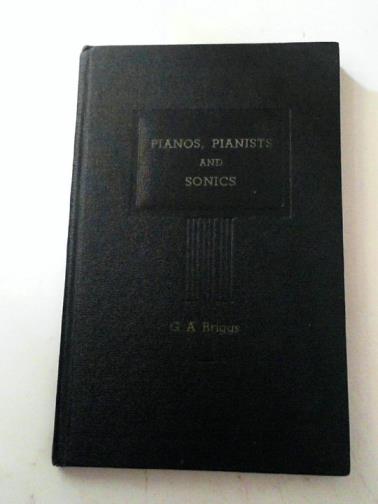 PIANOS, PIANISTS
AND
SONICS
G A Briggs